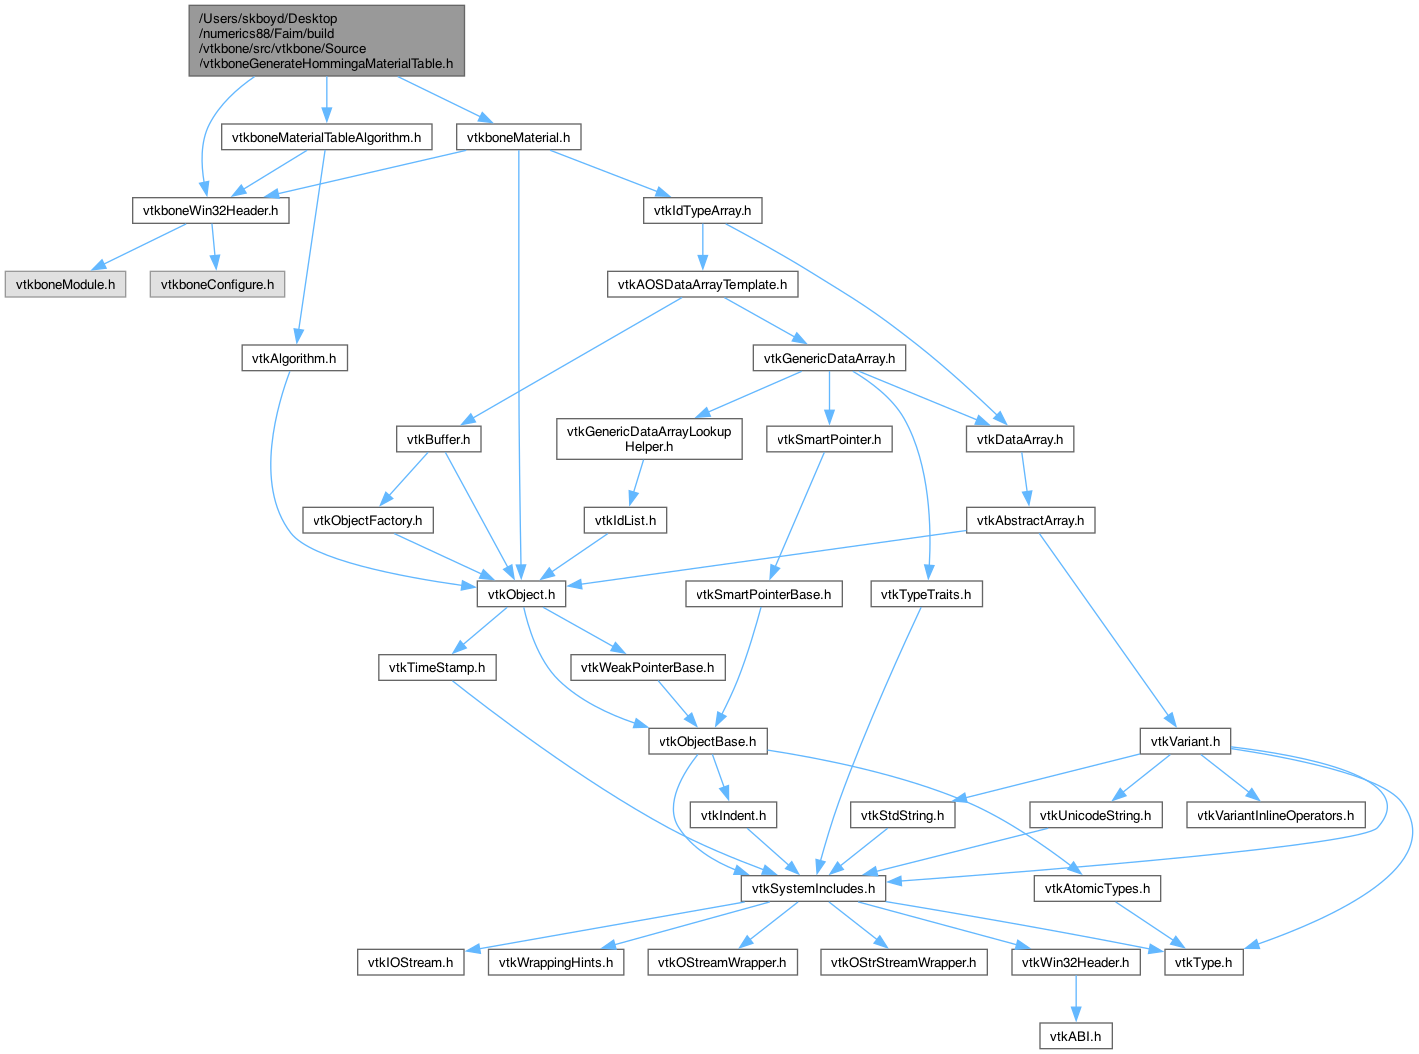 /Users/skboyd/Desktop
/numerics88/Faim/build
/vtkbone/src/vtkbone/Source
/vtkboneGenerateHommingaMaterialTable.h
vtkboneMaterialTableAlgorithm.h
vtkboneMaterial.h
vtkboneWin32Header.h
vtkIdTypeArray.h
vtkboneModule.h
vtkboneConfigure.h
vtkAOSDataArrayTemplate.h
vtkAlgorithm.h
vtkGenericDataArray.h
vtkBuffer.h
vtkGenericDataArrayLookup
Helper.h
vtkSmartPointer.h
vtkDataArray.h
vtkObjectFactory.h
vtkIdList.h
vtkAbstractArray.h
vtkObject.h
vtkSmartPointerBase.h
vtkTypeTraits.h
vtkTimeStamp.h
vtkWeakPointerBase.h
vtkObjectBase.h
vtkVariant.h
vtkIndent.h
vtkStdString.h
vtkUnicodeString.h
vtkVariantInlineOperators.h
vtkSystemIncludes.h
vtkAtomicTypes.h
vtkIOStream.h
vtkWrappingHints.h
vtkOStreamWrapper.h
vtkOStrStreamWrapper.h
vtkWin32Header.h
vtkType.h
vtkABI.h